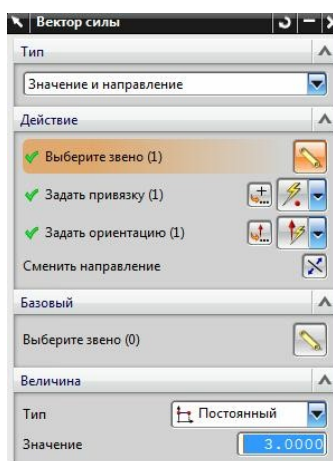 Вектор силы
Тип
Значение и направление
Действие
Выберите звено (1)
Задать привязку (1)
Задать ориентацию (1)
Сменить направление
Базовый
Выберите звено (0)
Величина
Тип Постоянный
Значение 3.0000